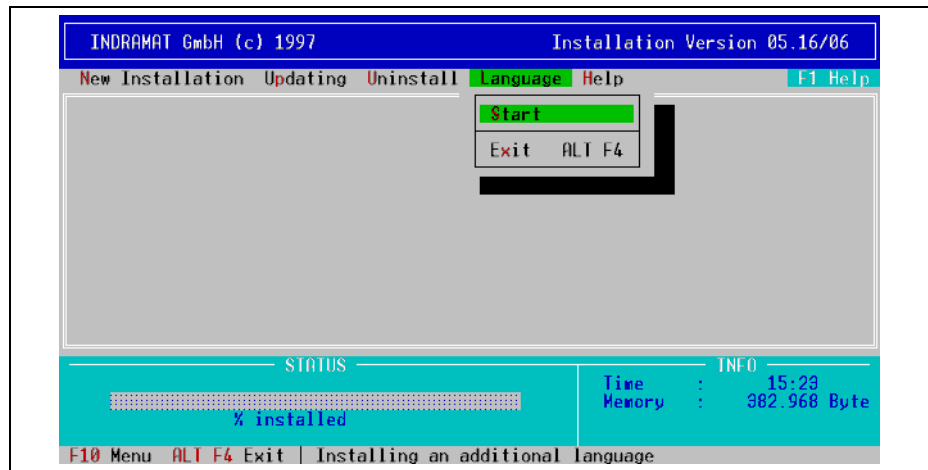 INDRAMAT GmbH (c) 1997 Installation Version 05.16/06
New Installation Updating Uninstall Language Help F1 Help
Start
Exit ALT F4
STATUS
INFO
Time : 15:23
Memory : 382.968 Byte
% installed
F10 Menu ALT F4 Exit | Installing an additional language